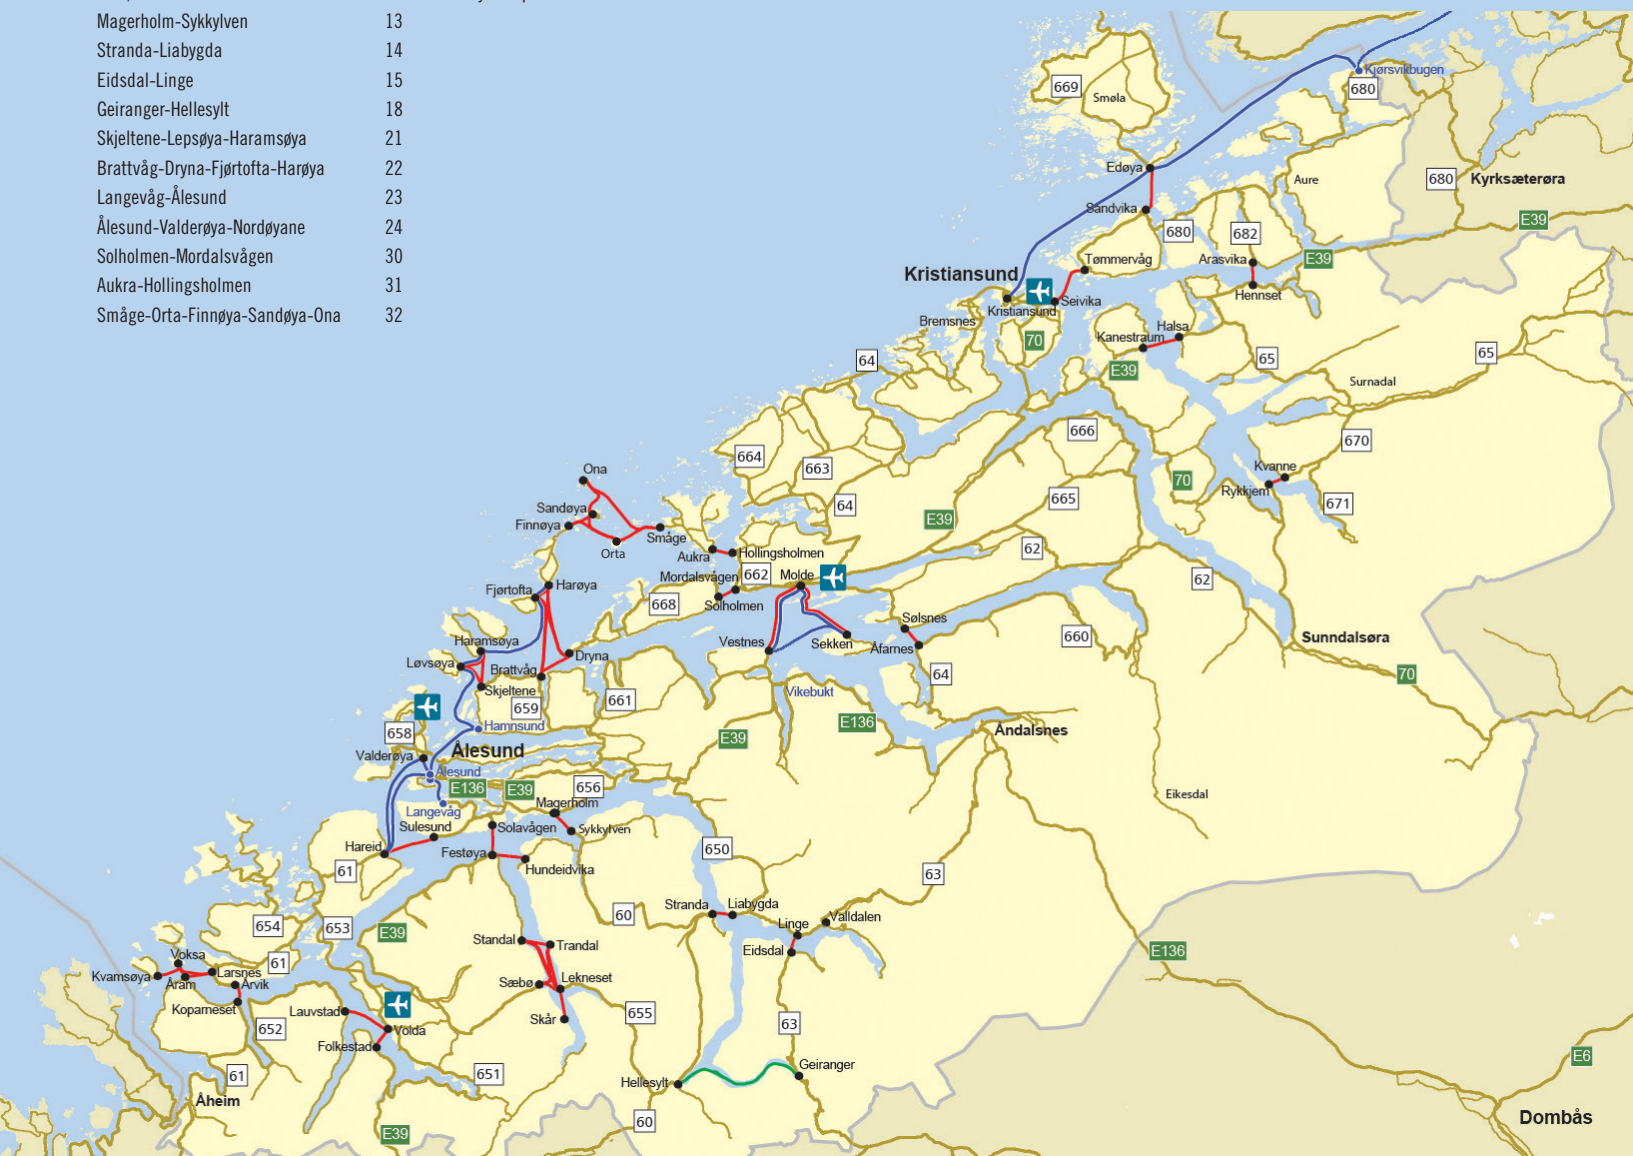 Magerholm-Sykkylven 13
Stranda-Liabygda 14
Eidsdal-Linge 15
Geiranger-Hellesylt 18
Skjeltene-Lepsøya-Haramsøya 21
Brattvåg-Dryna-Fjørtofta-Harøya 22
Langevåg-Ålesund 23
Ålesund-Valderøya-Nordøyane 24
Solholmen-Mordalsvågen 30
Aukra-Hollingsholmen 31
Småge-Orta-Finnøya-Sandøya-Ona 32
Kjørsvikbugen
680
669
Smøla
Edøya
Aure
680
Kyrksæterøra
Sandvika
E39
680
682
Tømmervåg
Arasvika
E39
Kristiansund
Seivika
Hennset
Kristiansund
Bremsnes
Halsa
70
Kanestraum
64
65
65
E39
Surnadal
666
670
664
663
Kvanne
Ona
70
Rykkjem
665
671
64
Sandøya
E39
Finnøya
Småge
Orta
Aukra
Hollingsholmen
62
Mordalsvågen
662
Molde
62
Harøya
Fjørtofta
668
Solholmen
Sølsnes
660
Sunndalsøra
Haramsøya
Vestnes
Sekken
Åfarnes
Dryna
Løvsøya
Brattvåg
64
70
Skjeltene
Vikebukt
659
661
E136
Hamnsund
Åndalsnes
658
E39
Ålesund
Valderøya
Ålesund
E136
E39
656
Eikesdal
Magerholm
Langevåg
Sulesund
Solavågen
Sykkylven
Hareid
Festøya
650
Hundeidvika
61
63
Stranda
Liabygda
60
Valldalen
654
653
Linge
E39
Standal
Trandal
Eidsdal
E136
Voksa
61
Kvamsøya
Larsnes
Åram
Årvik
Sæbø
Lekneset
Koparneset
Lauvstad
655
Skår
63
652
Volda
Folkestad
E6
Geiranger
61
651
Hellesylt
Åheim
60
Dombås
E39